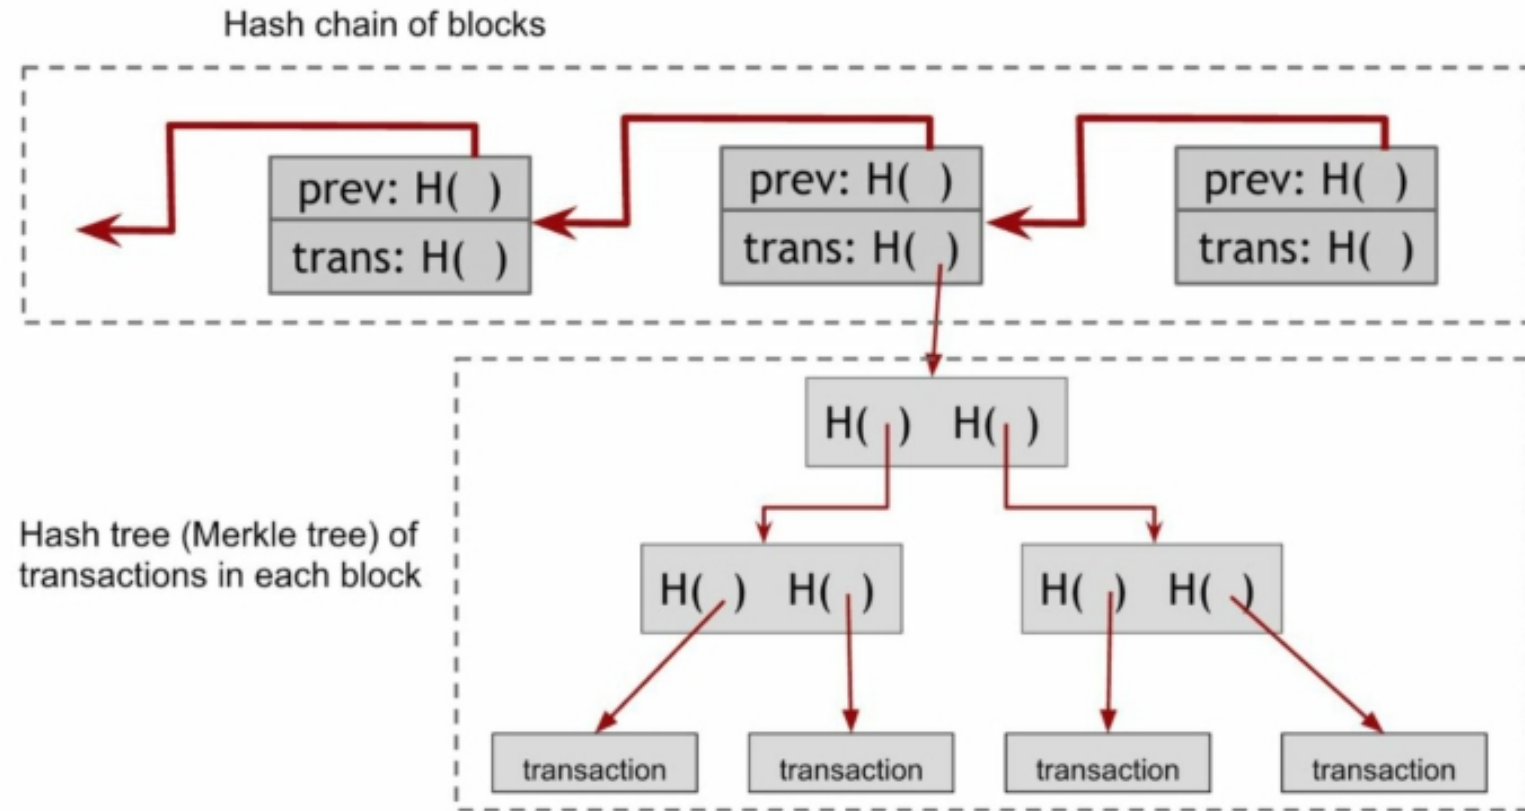 Hash chain of blocks
prev: H( ) prev: H( ) prev: H( )
trans: H( ) trans: H( ) trans: H( )
H( ) H( )
Hash tree (Merkle tree) of
transactions in each block
H( ) H( ) H( ) H( )
transaction transaction transaction transaction